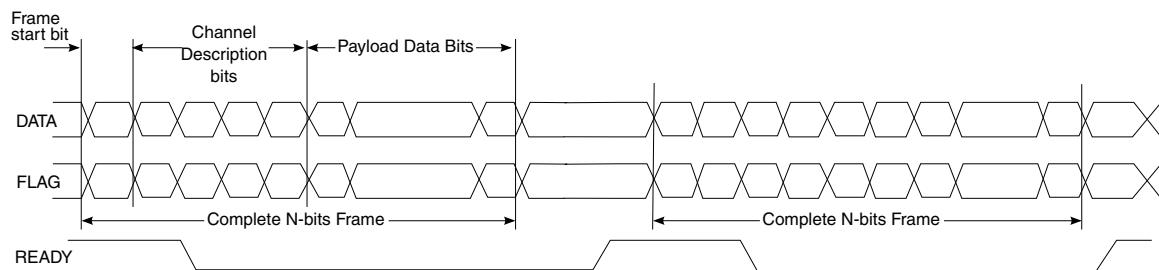 Frame
start bit
Channel
Description
bits
Payload Data Bits
DATA
FLAG
Complete N-bits Frame
Complete N-bits Frame
READY